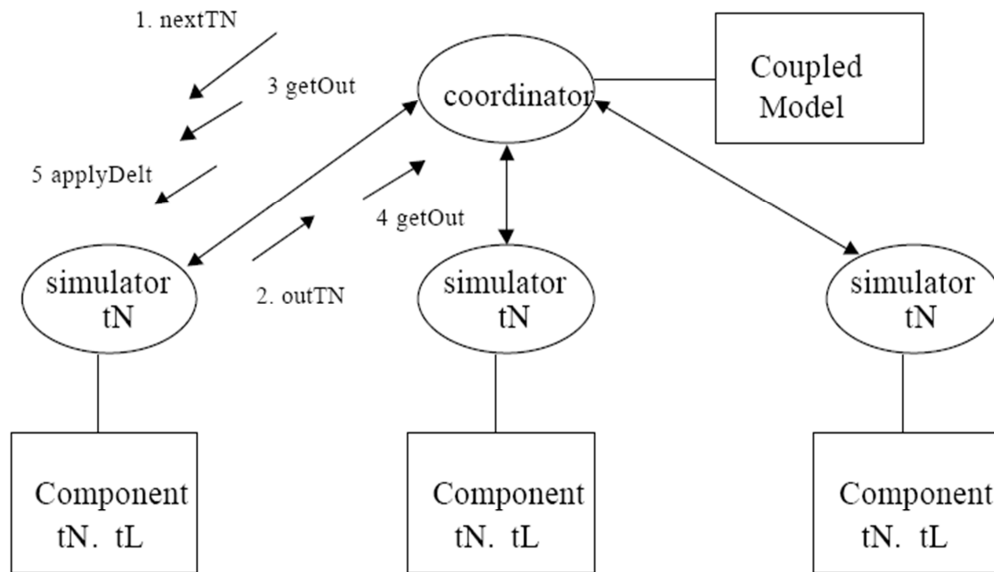 1. nextTN
3 getOut
5 applyDelt
coordinator
Coupled
Model
4 getOut
2. outTN
simulator
tN
simulator
tN
simulator
tN
Component
tN. tL
Component
tN. tL
Component
tN. tL